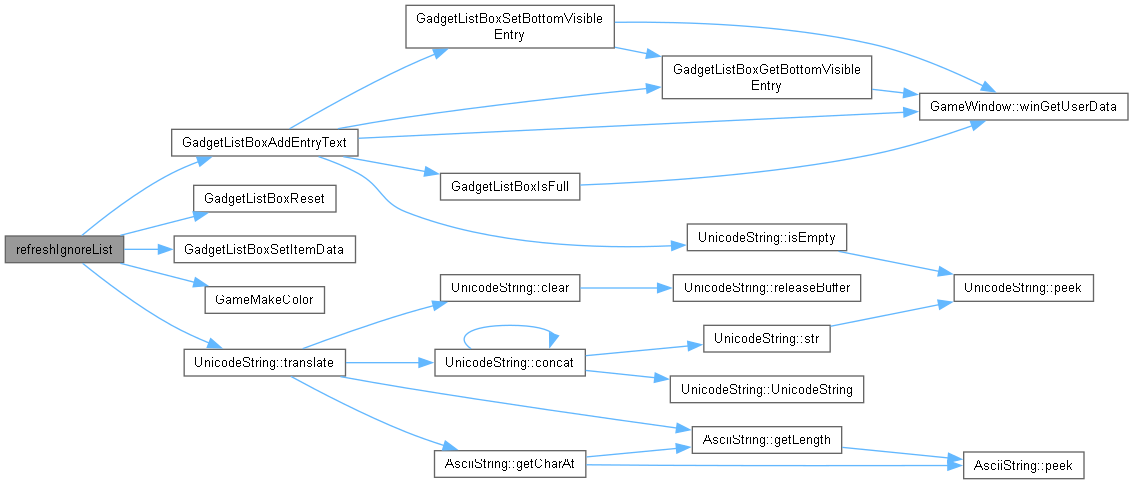 GadgetListBoxSetBottomVisible
Entry
GadgetListBoxGetBottomVisible
Entry
GameWindow::winGetUserData
GadgetListBoxAddEntryText
GadgetListBoxIsFull
GadgetListBoxReset
refreshIgnoreList
GadgetListBoxSetItemData
UnicodeString::isEmpty
GameMakeColor
UnicodeString::clear
UnicodeString::releaseBuffer
UnicodeString::peek
UnicodeString::translate
UnicodeString::concat
UnicodeString::str
UnicodeString::UnicodeString
AsciiString::getLength
AsciiString::getCharAt
AsciiString::peek